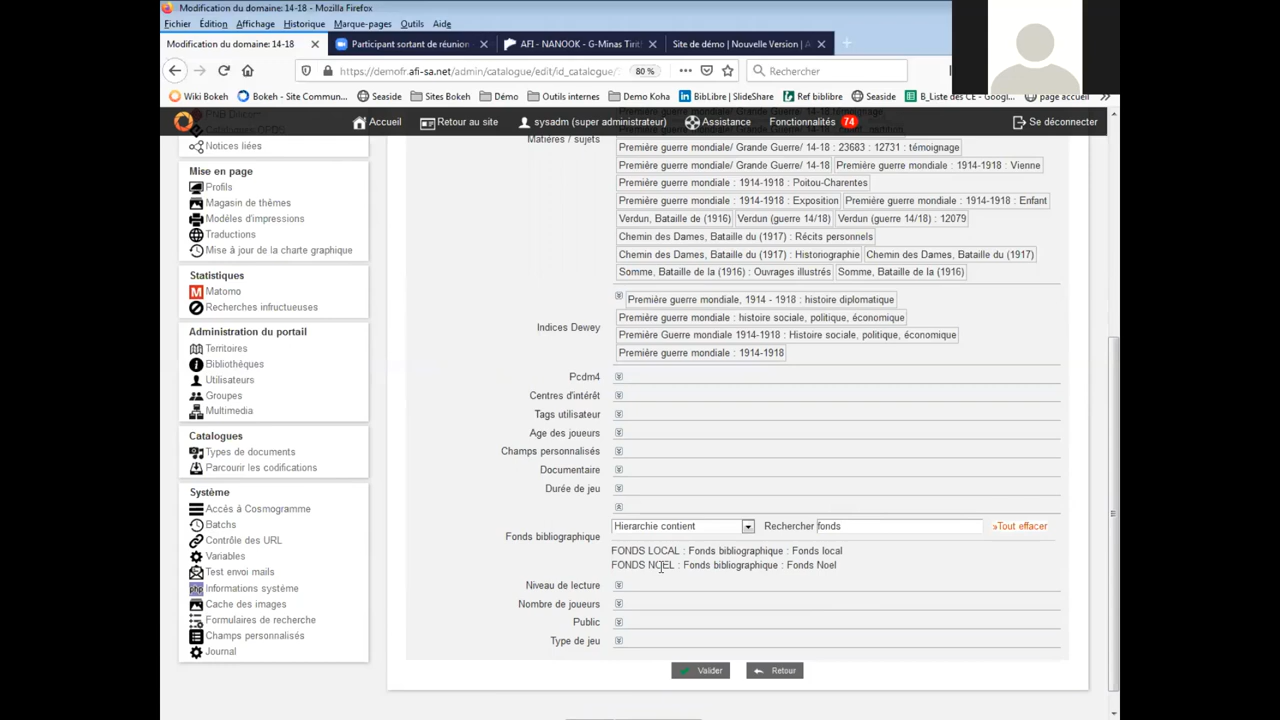 Modification du domaine: 14-18 - Mozilla Firefox
Fichier Édition Affichage Historique Marque-pages Outils Aide
Modification du domaine: 14-18 × Participant sortant de réunion × AFI - NANOOK - G-Minas Tirit × Site de démo | Nouvelle Version | A × +
https://demofr.afi-sa.net/admin/catalogue/edit/id_catalogue/ 80 % Rechercher
Wiki Bokeh Bokeh - Site Commun... Seaside Sites Bokeh Démo Outils internes Demo Koha BibLibre | SlideShare Ref biblibre Seaside B_Liste des CE - Googl... page accueil
Accueil Retour au site sysadm (super administrateur) Assistance Fonctionnalités 74 Se déconnecter
Notices liées
Mise en page
Profils
Magasin de thèmes
Modèles d'impressions
Traductions
Mise à jour de la charte graphique
Statistiques
Matomo
Recherches infructueuses
Administration du portail
Territoires
Bibliothèques
Utilisateurs
Groupes
Multimedia
Catalogues
Types de documents
Parcourir les codifications
Système
Accès à Cosmogramme
Batchs
Contrôle des URL
Variables
Test envoi mails
php Informations système
Cache des images
Formulaires de recherche
Champs personnalisés
Journal
Matières / sujets
Première guerre mondiale/ Grande Guerre/ 14-18 : 23683 : 12731 : témoignage
Première guerre mondiale/ Grande Guerre/ 14-18 Première guerre mondiale : 1914-1918 : Vienne
Première guerre mondiale : 1914-1918 : Poitou-Charentes
Première guerre mondiale : 1914-1918 : Exposition Première guerre mondiale : 1914-1918 : Enfant
Verdun, Bataille de (1916) Verdun (guerre 14/18) Verdun (guerre 14/18) : 12079
Chemin des Dames, Bataille du (1917) : Récits personnels
Chemin des Dames, Bataille du (1917) : Historiographie Chemin des Dames, Bataille du (1917)
Somme, Bataille de la (1916) : Ouvrages illustrés Somme, Bataille de la (1916)
Indices Dewey
Première guerre mondiale, 1914 - 1918 : histoire diplomatique
Première guerre mondiale : histoire sociale, politique, économique
Première Guerre mondiale 1914-1918 : Histoire sociale, politique, économique
Première guerre mondiale : 1914-1918
Pcdm4
Centres d'intérêt
Tags utilisateur
Age des joueurs
Champs personnalisés
Documentaire
Durée de jeu
Fonds bibliographique
Hierarchie contient Rechercher fonds »Tout effacer
FONDS LOCAL : Fonds bibliographique : Fonds local
FONDS NOEL : Fonds bibliographique : Fonds Noel
Niveau de lecture
Nombre de joueurs
Public
Type de jeu
Valider Retour